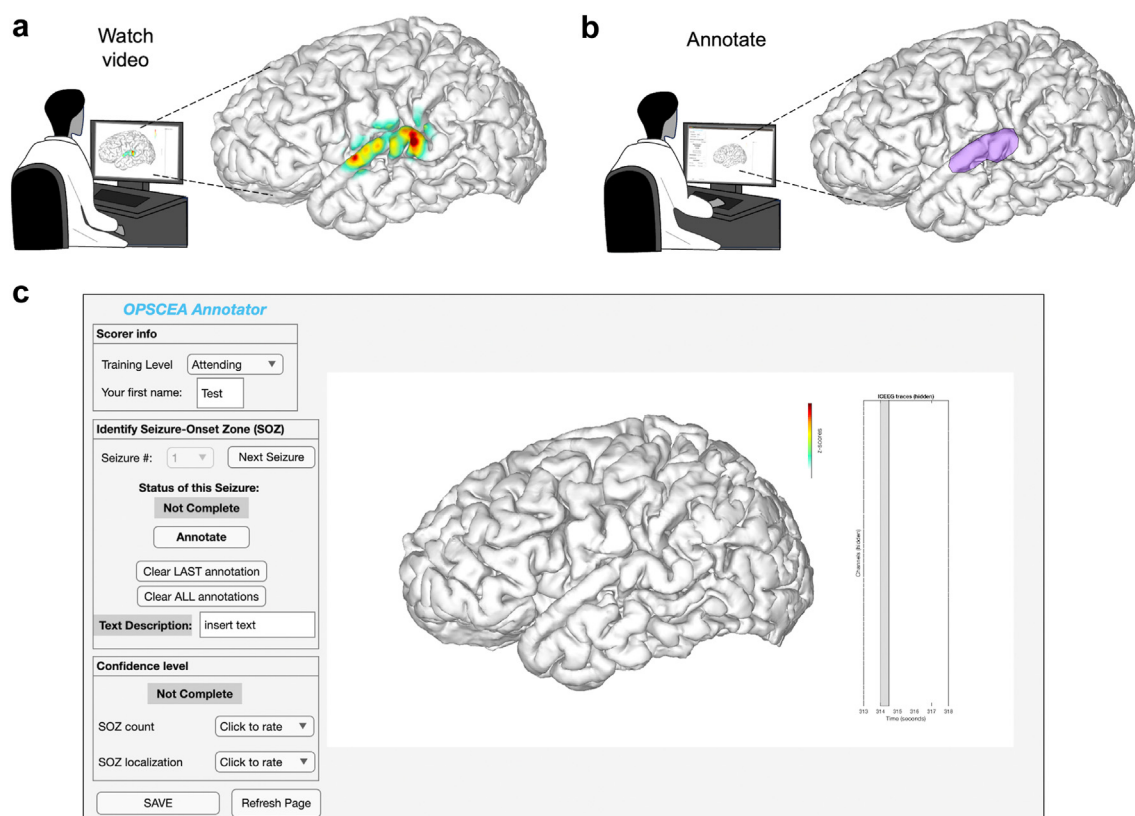 a
Watch
video
b
Annotate
c
OPSCEA Annotator
Scorer info
Training Level
Attending
Your first name:
Test
Identify Seizure-Onset Zone (SOZ)
Seizure #:
1
Next Seizure
Status of this Seizure:
Not Complete
Annotate
Clear LAST annotation
Clear ALL annotations
Text Description:
insert text
Confidence level
Not Complete
SOZ count
Click to rate
SOZ localization
Click to rate
SAVE
Refresh Page
z-scores
ICEEG traces (hidden)
Channels (hidden)
313 314 315 316 317 318
Time (seconds)